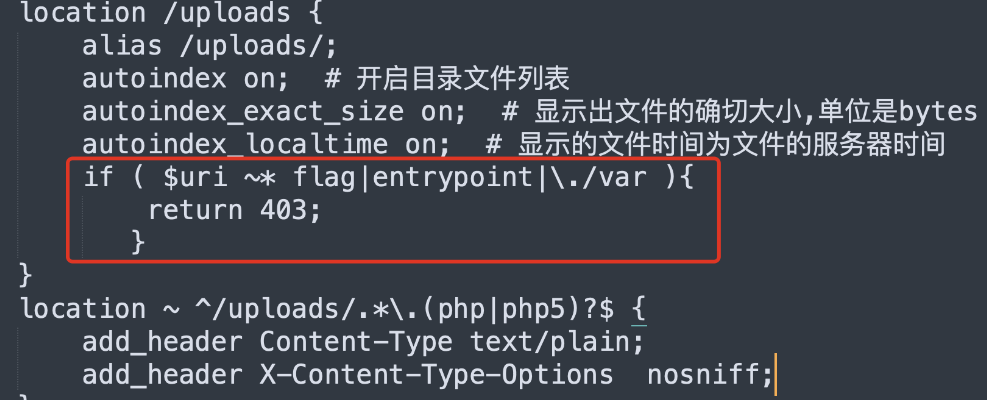 location /uploads {
    alias /uploads/;
    autoindex on;  # 开启目录文件列表
    autoindex_exact_size on;  # 显示出文件的确切大小,单位是bytes
    autoindex_localtime on;  # 显示的文件时间为文件的服务器时间
    if ( $uri ~* flag|entrypoint|\./var ){
        return 403;
       }
}
location ~ ^/uploads/.*\.(php|php5)?$ {
    add_header Content-Type text/plain;
    add_header X-Content-Type-Options  nosniff;
}